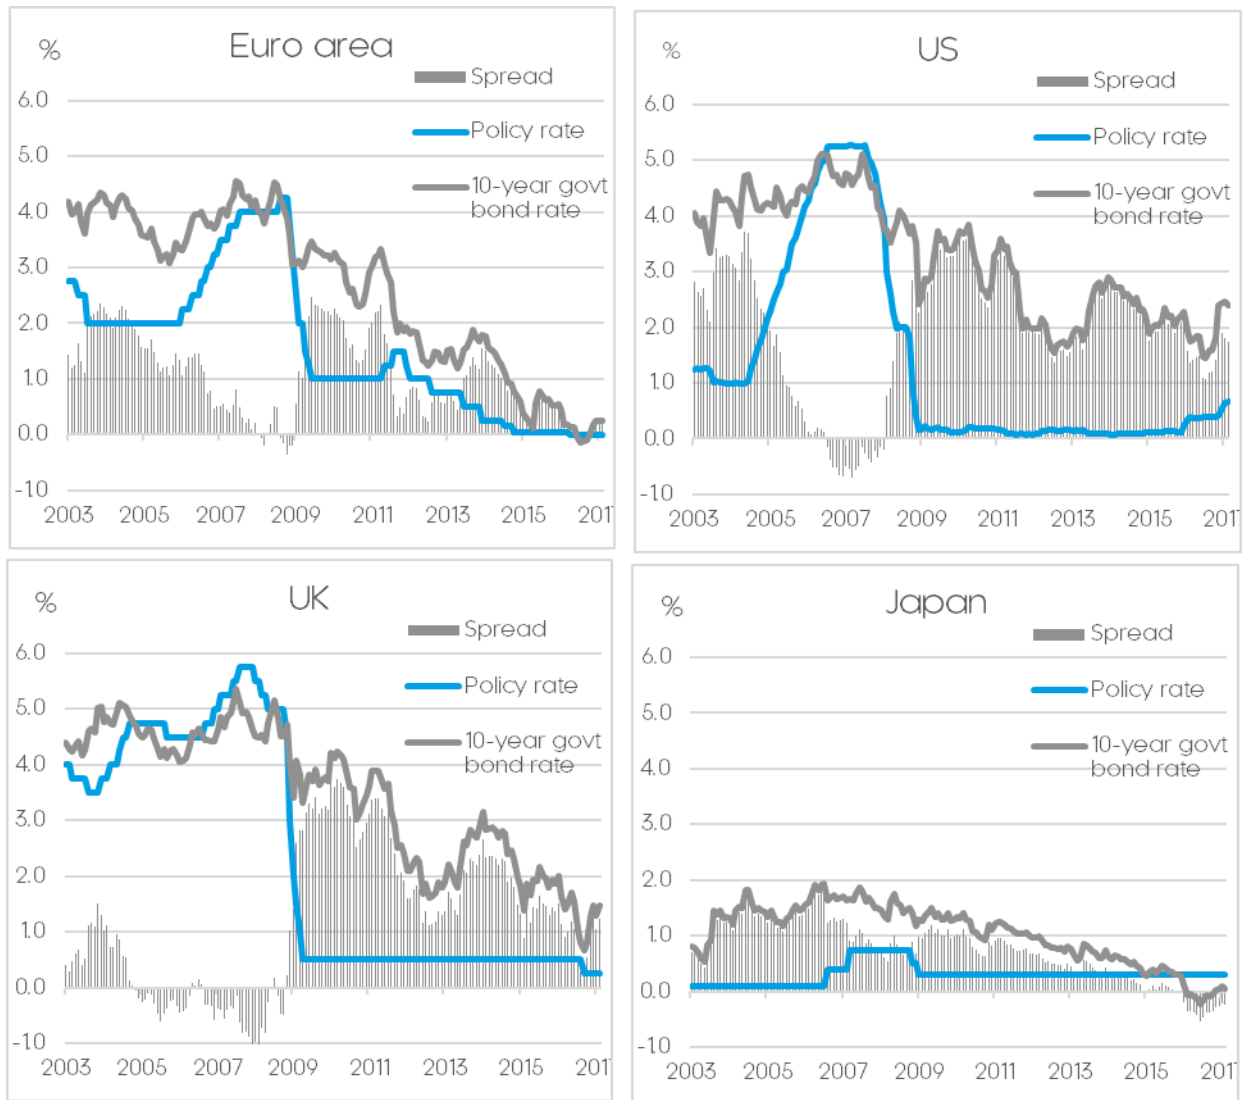 Euro area
%
Spread
Policy rate
10-year govt
bond rate
6.0
5.0
4.0
3.0
2.0
1.0
0.0
-1.0
2003 2005 2007 2009 2011 2013 2015 201
US
%
Spread
Policy rate
10-year govt
bond rate
6.0
5.0
4.0
3.0
2.0
1.0
0.0
-1.0
2003 2005 2007 2009 2011 2013 2015 2017
UK
%
Spread
Policy rate
10-year govt
bond rate
6.0
5.0
4.0
3.0
2.0
1.0
0.0
-1.0
2003 2005 2007 2009 2011 2013 2015 201
Japan
%
Spread
Policy rate
10-year govt
bond rate
6.0
5.0
4.0
3.0
2.0
1.0
0.0
-1.0
2003 2005 2007 2009 2011 2013 2015 201